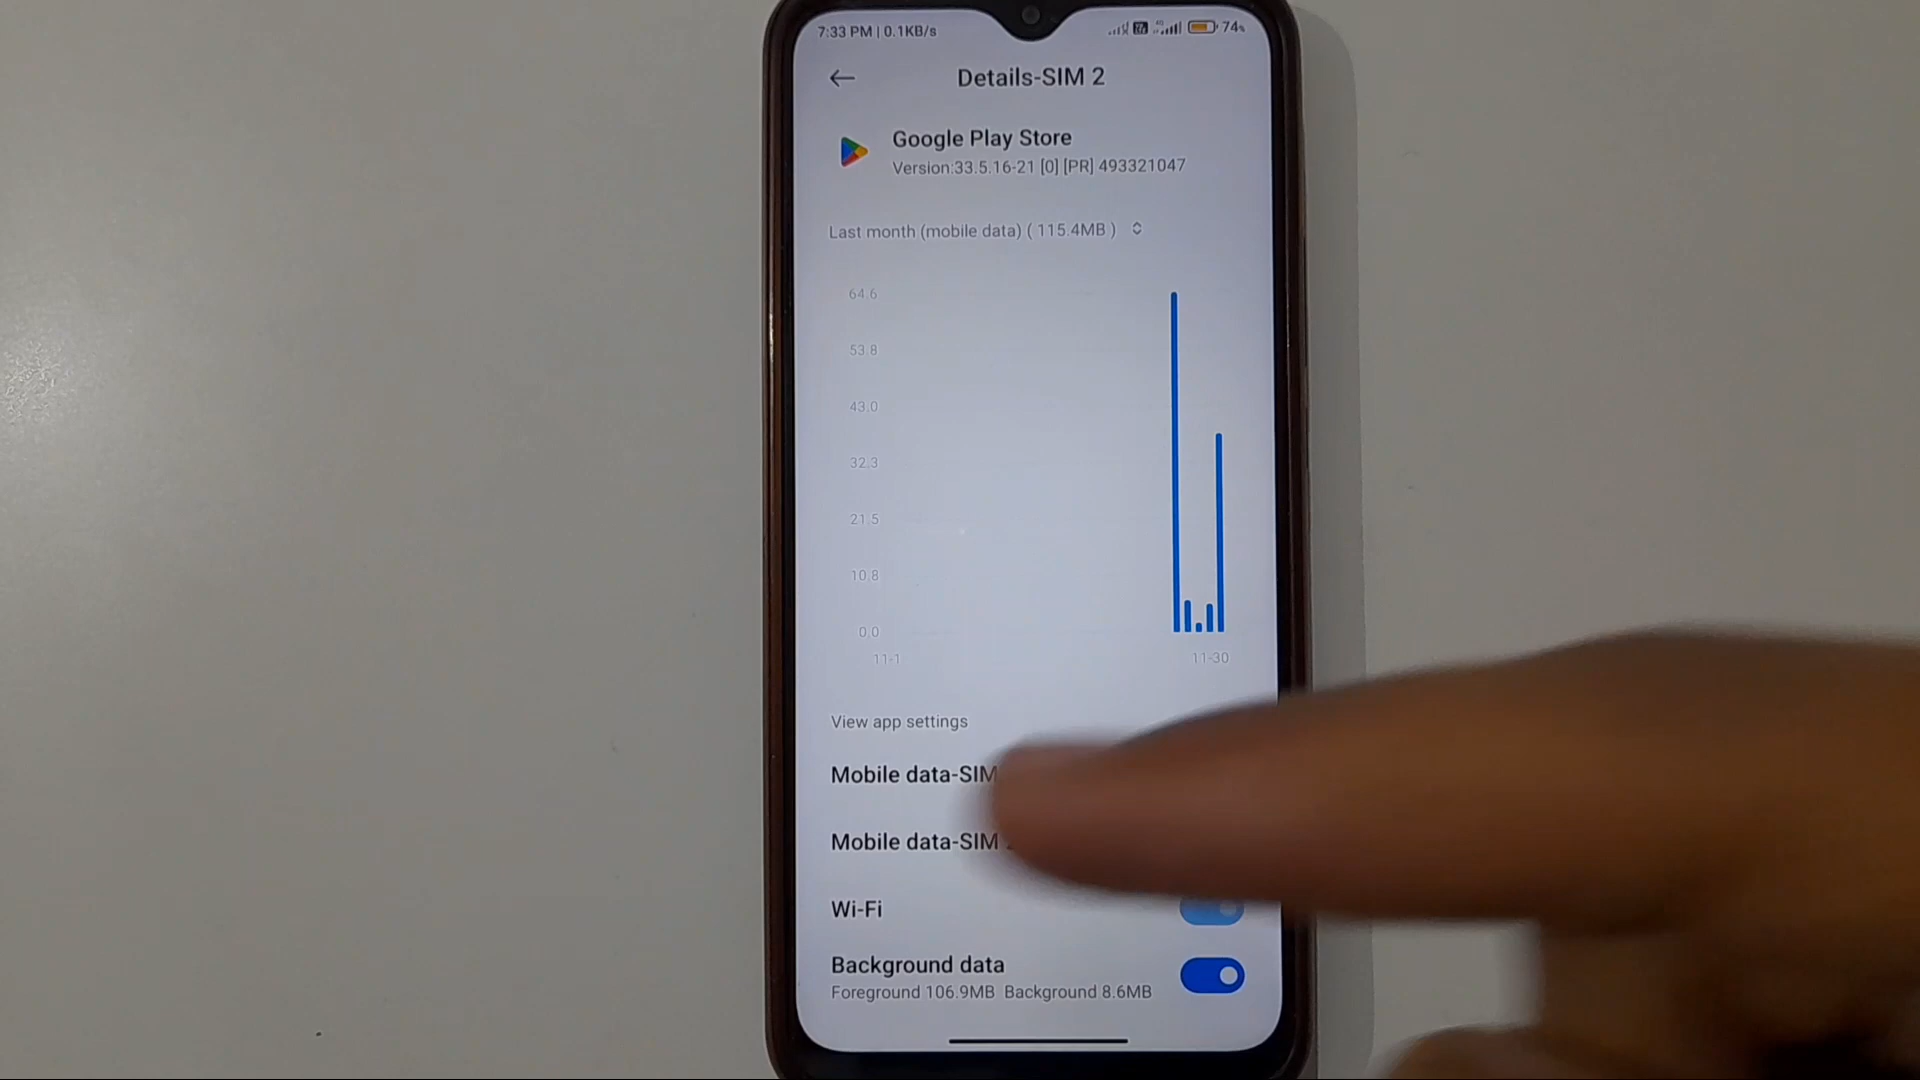 7:33 PM | 0.1KB/s
74%
Details-SIM 2
Google Play Store
Version:33.5.16-21 [0] [PR] 493321047
Last month (mobile data) ( 115.4MB )
64.6
53.8
43.0
32.3
21.5
10.8
0.0
11-1 11-30
View app settings
Mobile data-SIM
Mobile data-SIM
Wi-Fi
Background data
Foreground 106.9MB Background 8.6MB